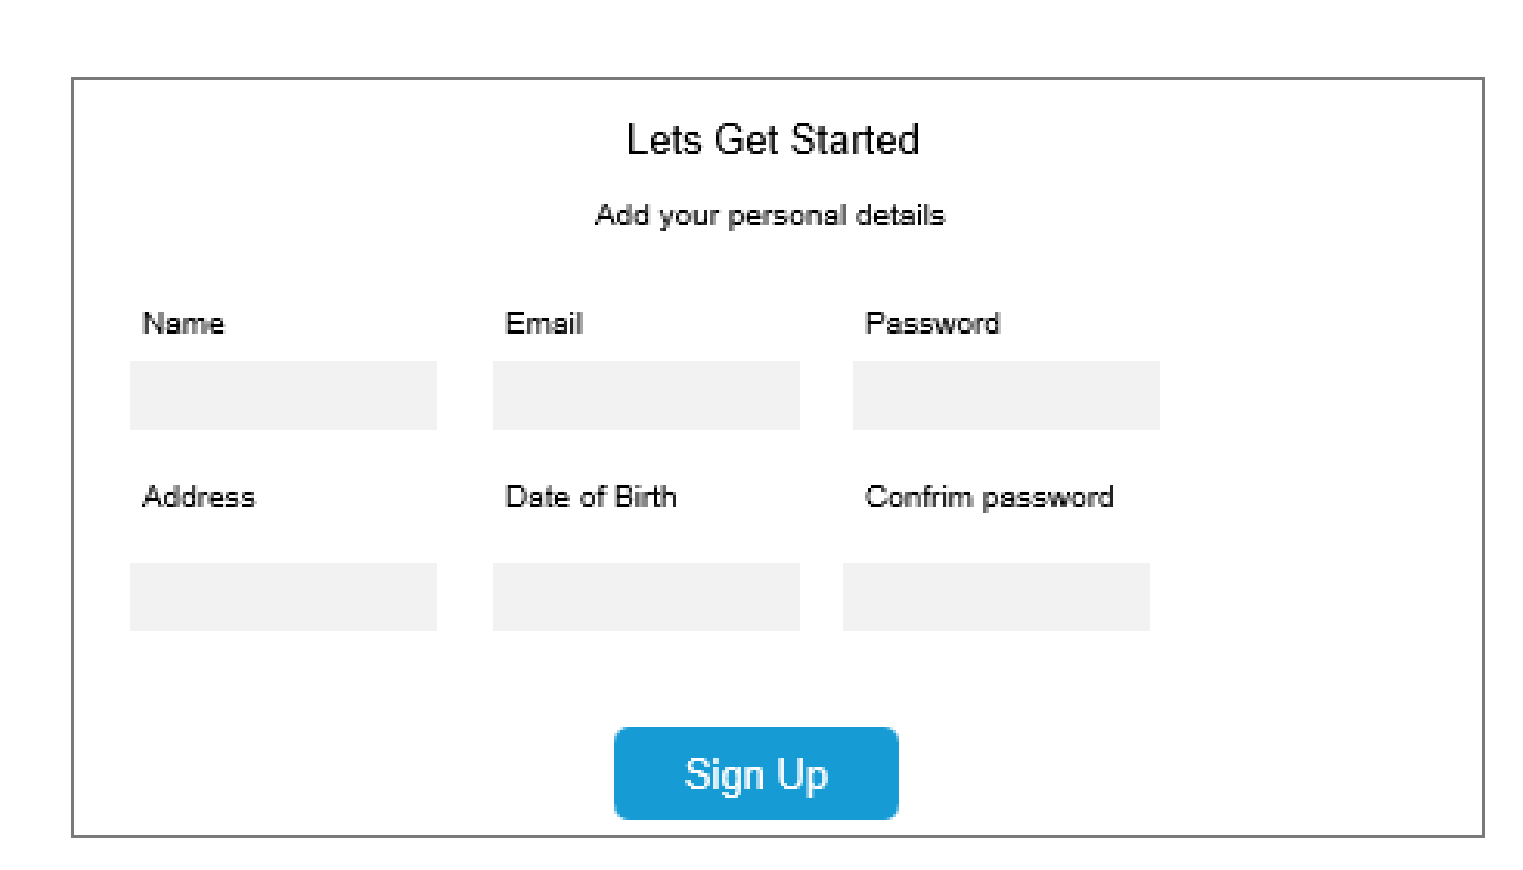 Lets Get Started
Add your personal details
Name Email Password
Address Date of Birth Confrim password
Sign Up